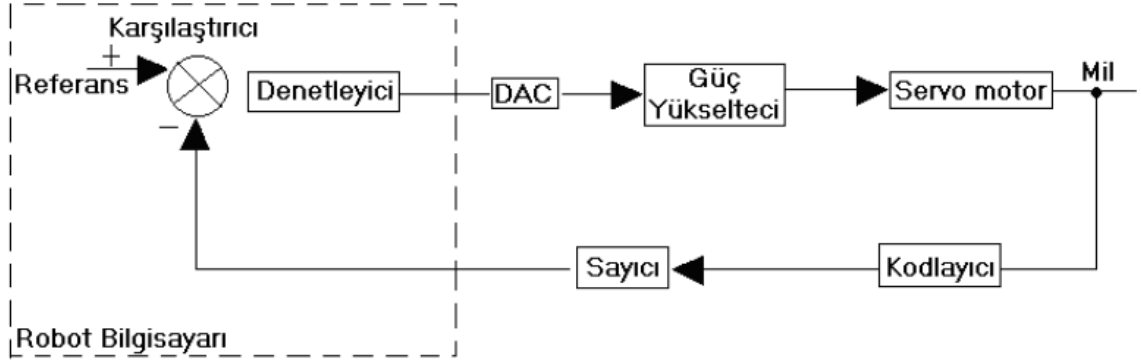 Karşılaştırıcı
+
Referans
−
Denetleyici
DAC
Güç
Yükselteci
Servo motor
Mil
Sayıcı
Kodlayıcı
Robot Bilgisayarı